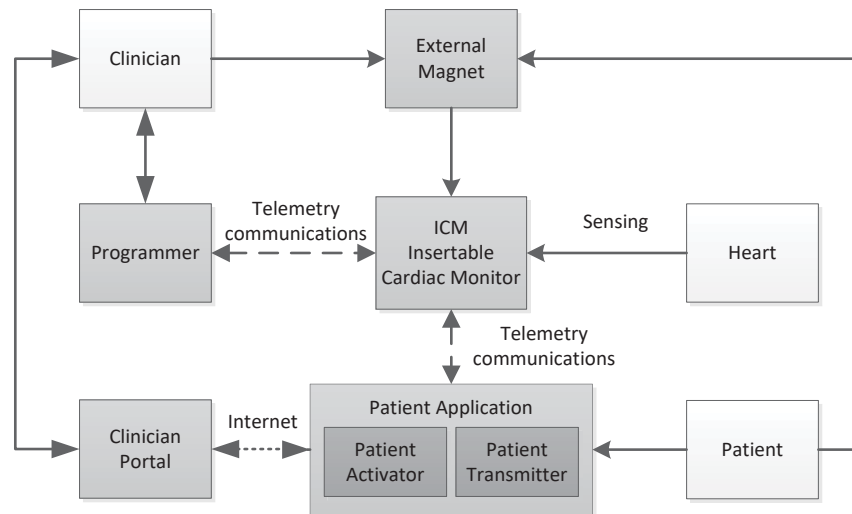 Clinician
External
Magnet
Telemetry
communications
Programmer
ICM
Insertable
Cardiac Monitor
Sensing
Heart
Telemetry
communications
Clinician
Portal
Internet
Patient Application
Patient
Activator
Patient
Transmitter
Patient